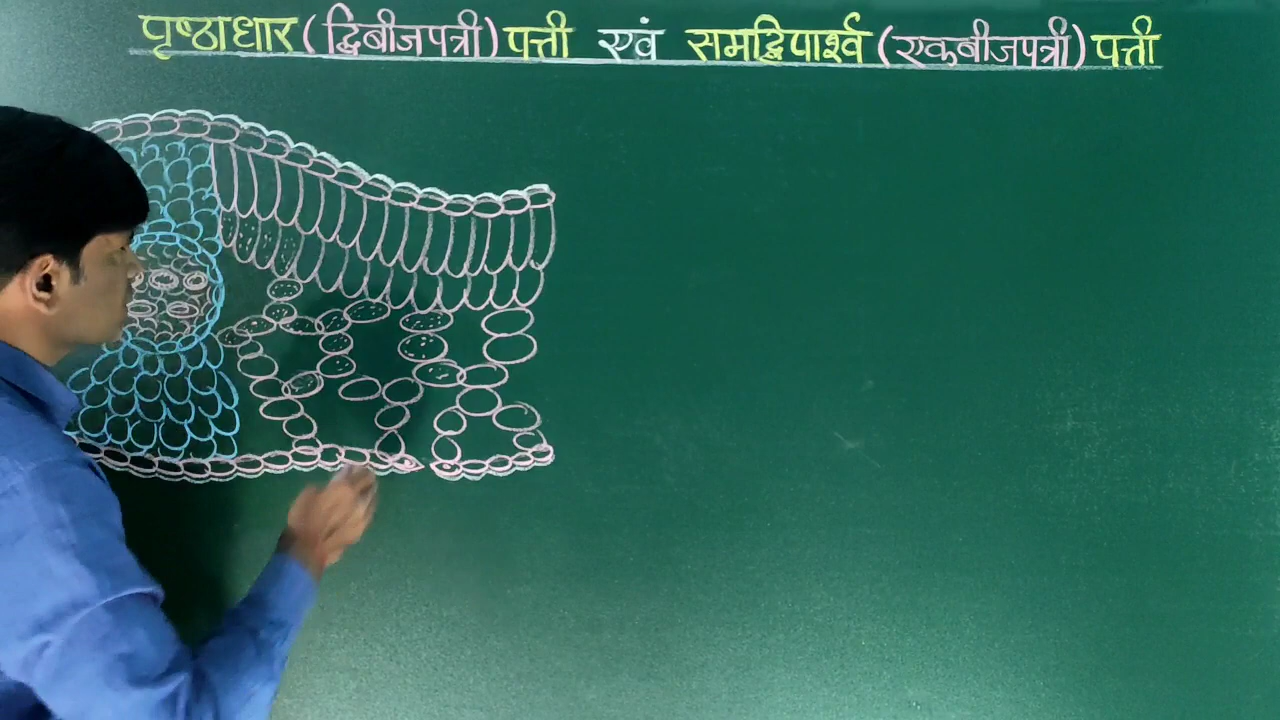 पृष्ठाधार (द्विबीजपत्री) पत्ती एवं समद्विपार्श्व (एकबीजपत्री) पत्ती